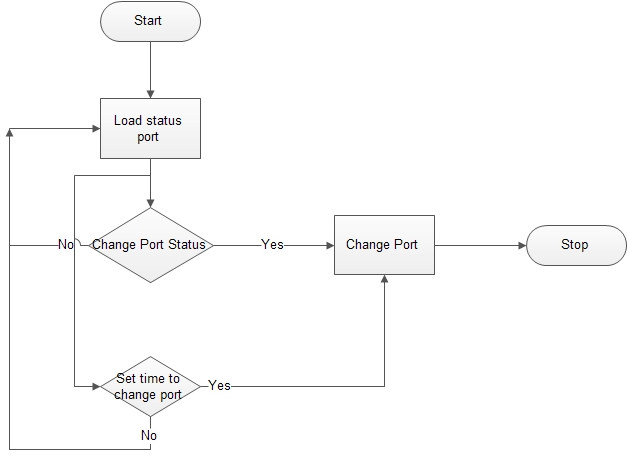 Start
Load status
port
No
Change Port Status
Yes
Change Port
Stop
Set time to
change port
Yes
No